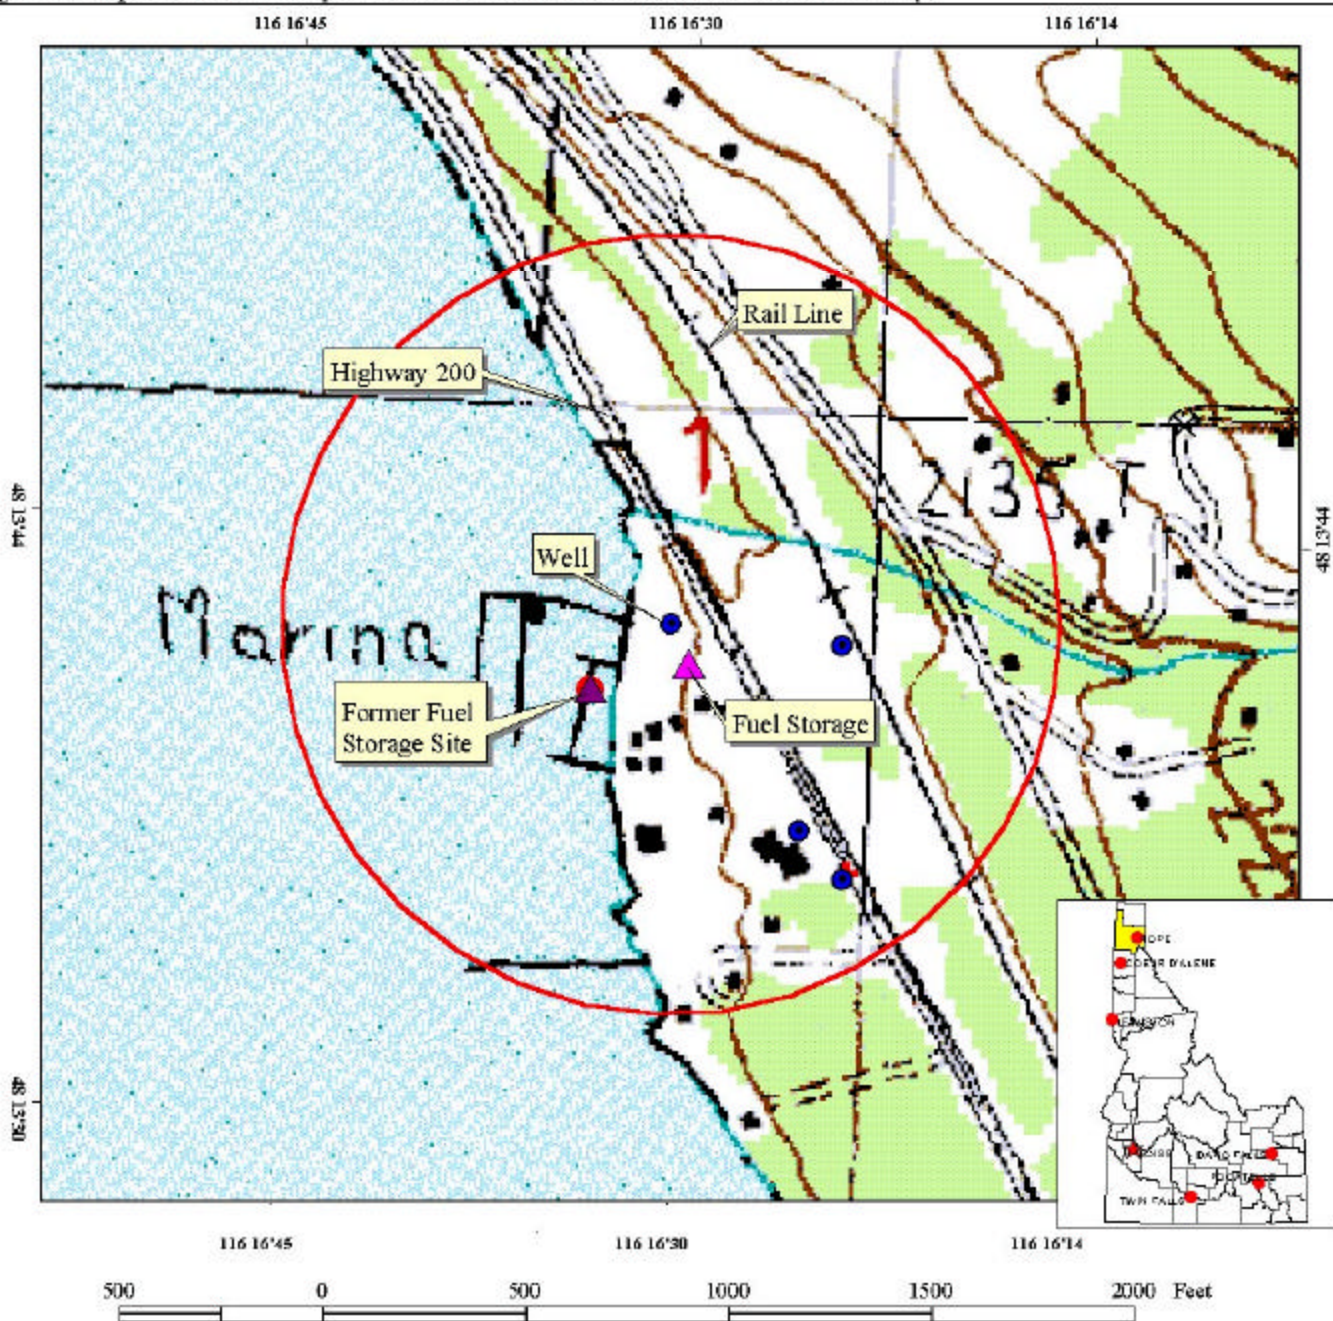 116 16'45
116 16'30
116 16'14
Rail Line
Highway 200
1
2135 T
48 13'44
48 13'44
Well
Marina
Former Fuel
Storage Site
Fuel Storage
HOPE
COEUR D'ALENE
LEWISTON
48 13'30
BOISE
IDAHO FALLS
TWIN FALLS
116 16'45
116 16'30
116 16'14
500 0 500 1000 1500 2000 Feet